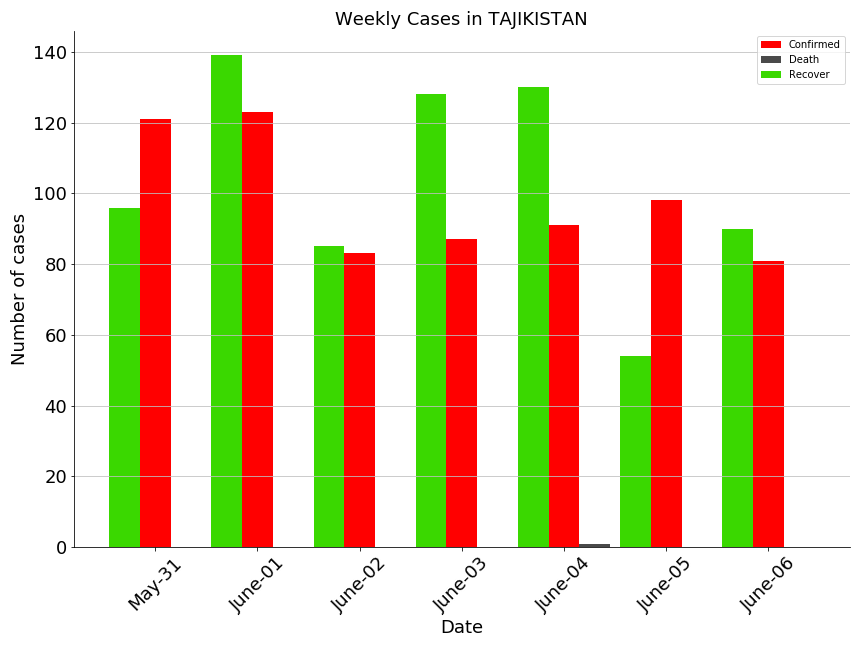 Weekly Cases in TAJIKISTAN
Confirmed
Death
Recover
Number of cases
140
120
100
80
60
40
20
0
May-31
June-01
June-02
June-03
June-04
June-05
June-06
Date